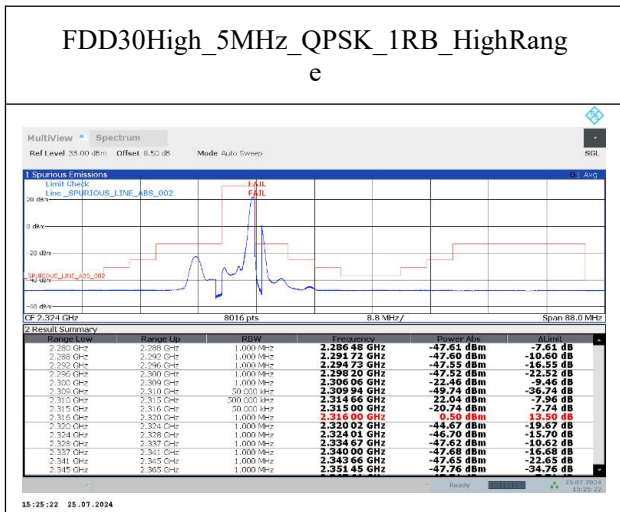 FDD30High_5MHz_QPSK_1RB_HighRang
e
MultiView Spectrum
Ref Level 35.00 dBm Offset 8.50 dB Mode Auto Sweep SGL
1 Spurious Emissions Avg
Limit Check FAIL
Line _SPURIOUS_LINE_ABS_002 FAIL
20 dBm
0 dBm
-20 dBm
_SPURIOUS_LINE_ABS_002
-40 dBm
-60 dBm
CF 2.324 GHz 8016 pts 8.8 MHz/ Span 88.0 MHz
2 Result Summary
Range Low Range Up RBW Frequency Power Abs ΔLimit
2.280 GHz 2.288 GHz 1.000 MHz 2.286 48 GHz -47.61 dBm -7.61 dB
2.288 GHz 2.292 GHz 1.000 MHz 2.291 72 GHz -47.60 dBm -10.60 dB
2.292 GHz 2.296 GHz 1.000 MHz 2.294 73 GHz -47.55 dBm -16.55 dB
2.296 GHz 2.300 GHz 1.000 MHz 2.298 20 GHz -47.52 dBm -22.52 dB
2.300 GHz 2.309 GHz 1.000 MHz 2.306 06 GHz -22.46 dBm -9.46 dB
2.309 GHz 2.310 GHz 50.000 kHz 2.309 94 GHz -49.74 dBm -36.74 dB
2.310 GHz 2.315 GHz 500.000 kHz 2.314 66 GHz 22.04 dBm -7.96 dB
2.315 GHz 2.316 GHz 50.000 kHz 2.315 00 GHz -20.74 dBm -7.74 dB
2.316 GHz 2.320 GHz 1.000 MHz 2.316 00 GHz 0.50 dBm 13.50 dB
2.320 GHz 2.324 GHz 1.000 MHz 2.320 02 GHz -44.67 dBm -19.67 dB
2.324 GHz 2.328 GHz 1.000 MHz 2.324 01 GHz -46.70 dBm -15.70 dB
2.328 GHz 2.337 GHz 1.000 MHz 2.334 67 GHz -47.62 dBm -10.62 dB
2.337 GHz 2.341 GHz 1.000 MHz 2.340 00 GHz -47.68 dBm -16.68 dB
2.341 GHz 2.345 GHz 1.000 MHz 2.343 66 GHz -47.65 dBm -22.65 dB
2.345 GHz 2.365 GHz 1.000 MHz 2.351 45 GHz -47.76 dBm -34.76 dB
Ready 25.07.2024
15:25:22
15:25:22 25.07.2024